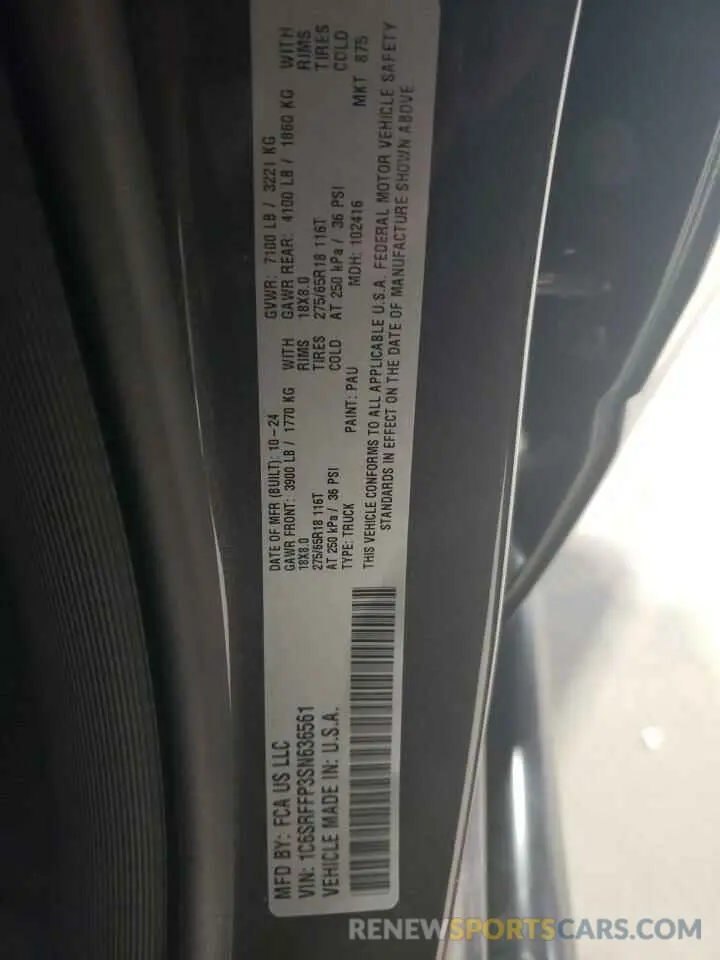 MFD BY: FCA US LLC
VIN: 1C6SRFFP3SN636561
VEHICLE MADE IN: U.S.A.
DATE OF MFR (BUILT): 10-24
GAWR FRONT: 3900 LB / 1770 KG WITH
18X8.0 RIMS
275/65R18 116T TIRES
AT 250 kPa / 36 PSI COLD
TYPE: TRUCK PAINT: PAU
GVWR: 7100 LB / 3221 KG
GAWR REAR: 4100 LB / 1860 KG WITH
18X8.0 RIMS
275/65R18 116T TIRES
AT 250 kPa / 36 PSI COLD
MDH: 102416 MKT 875
THIS VEHICLE CONFORMS TO ALL APPLICABLE U.S.A. FEDERAL MOTOR VEHICLE SAFETY
STANDARDS IN EFFECT ON THE DATE OF MANUFACTURE SHOWN ABOVE
RENEWSPORTSCARS.COM